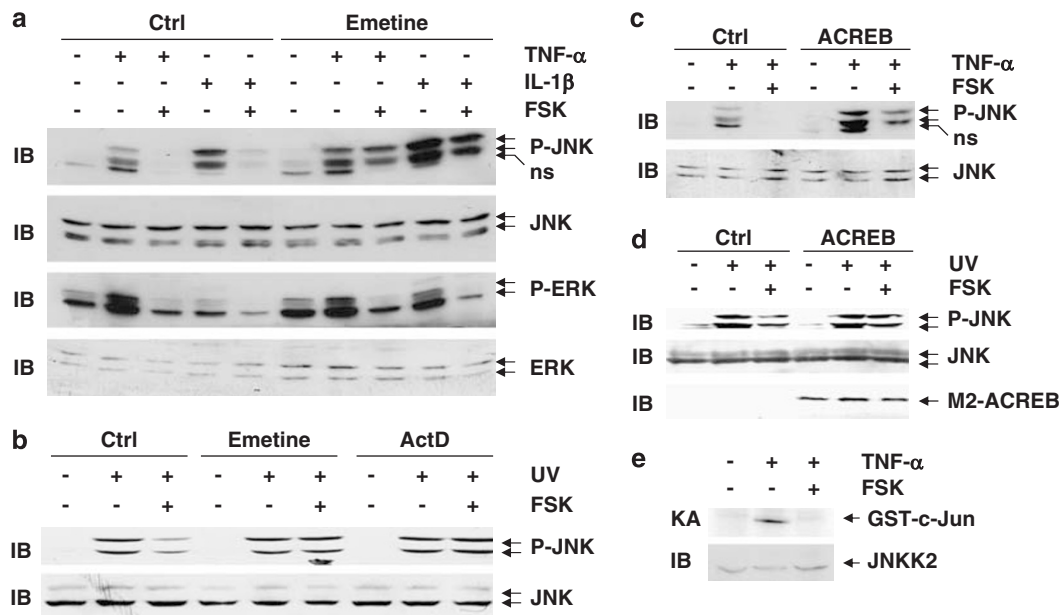 a
Ctrl Emetine
- + + - - - + + - - TNF-α
- - - + + - - - + + IL-1β
- - + - + - - + - + FSK
IB P-JNK
ns
IB JNK
IB P-ERK
IB ERK
b
Ctrl Emetine ActD
- + + - + + - + + UV
- - + - - + - - + FSK
IB P-JNK
IB JNK
c
Ctrl ACREB
- + + - + + TNF-α
- - + - - + FSK
IB P-JNK
ns
IB JNK
d
Ctrl ACREB
- + + - + + UV
- - + - - + FSK
IB P-JNK
IB JNK
IB M2-ACREB
e
- + + TNF-α
- - + FSK
KA GST-c-Jun
IB JNKK2